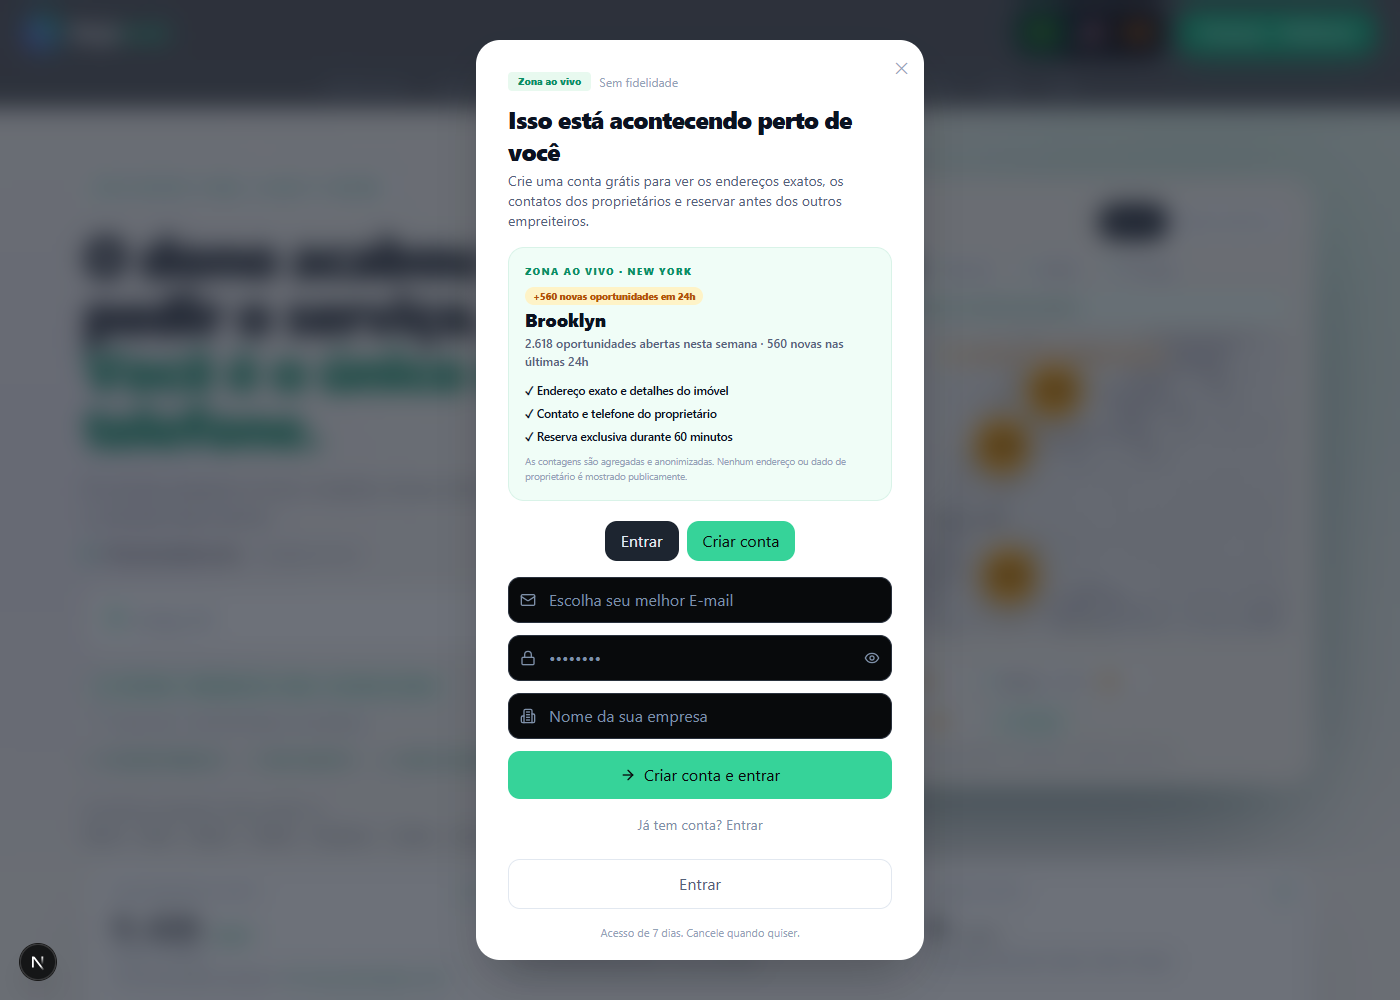 Zona ao vivo Sem fidelidade
Isso está acontecendo perto de
você
Crie uma conta grátis para ver os endereços exatos, os
contatos dos proprietários e reservar antes dos outros
empreiteiros.
ZONA AO VIVO · NEW YORK
+560 novas oportunidades em 24h
Brooklyn
2.618 oportunidades abertas nesta semana · 560 novas nas
últimas 24h
✓ Endereço exato e detalhes do imóvel
✓ Contato e telefone do proprietário
✓ Reserva exclusiva durante 60 minutos
As contagens são agregadas e anonimizadas. Nenhum endereço ou dado de
proprietário é mostrado publicamente.
Entrar Criar conta
Escolha seu melhor E-mail
••••••••
Nome da sua empresa
→ Criar conta e entrar
Já tem conta? Entrar
Entrar
Acesso de 7 dias. Cancele quando quiser.
N